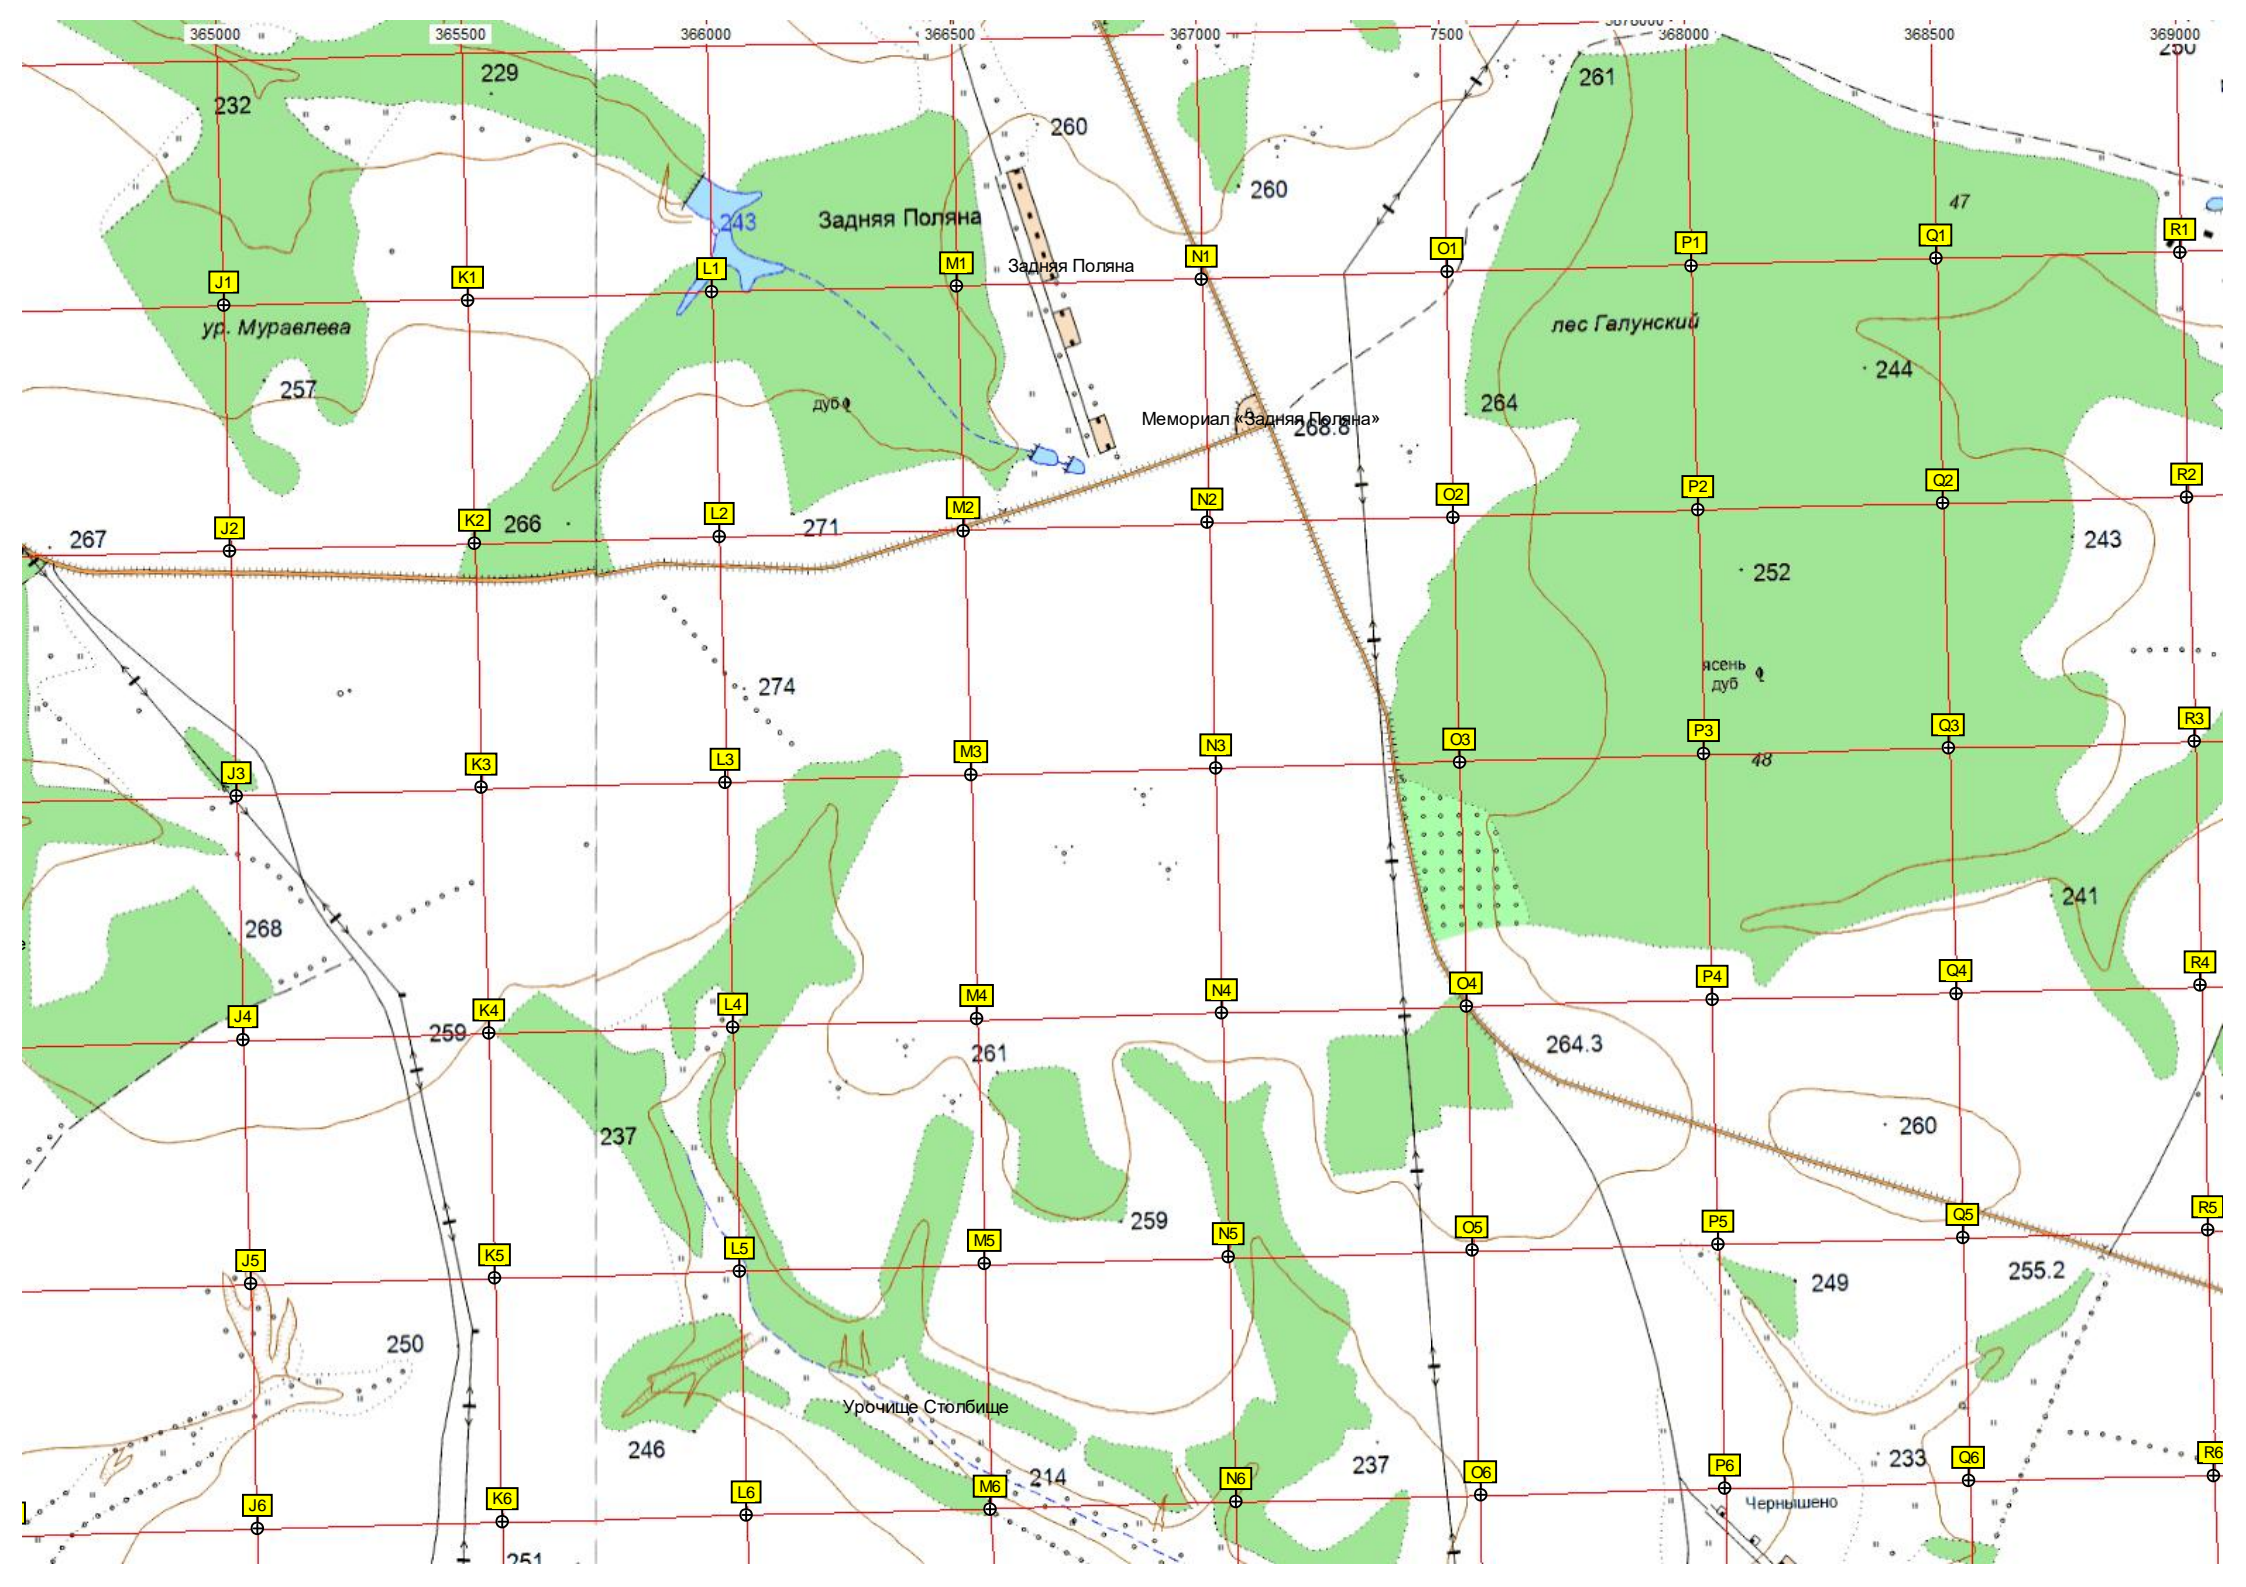 365000 365500 366000 366500 367000 7500 368000 368500 369000
229
261
232
260
260
47
243
Задняя Поляна
Задняя Поляна
J1 K1 L1 M1 N1 O1 P1 Q1 R1
ур. Муравлева
лес Галунский
257
дуб
244
264
Мемориал «Задняя Поляна»
268.8
J2 K2 L2 M2 N2 O2 P2 Q2 R2
267
266
271
243
252
274
ясень
дуб
J3 K3 L3 M3 N3 O3 P3 Q3 R3
48
241
268
J4 K4 L4 M4 N4 O4 P4 Q4 R4
259
261
264.3
237
260
259
J5 K5 L5 M5 N5 O5 P5 Q5 R5
249
255.2
250
Урочище Столбище
246
214
237
233
J6 K6 L6 M6 N6 O6 P6 Q6 R6
Чернышено
251